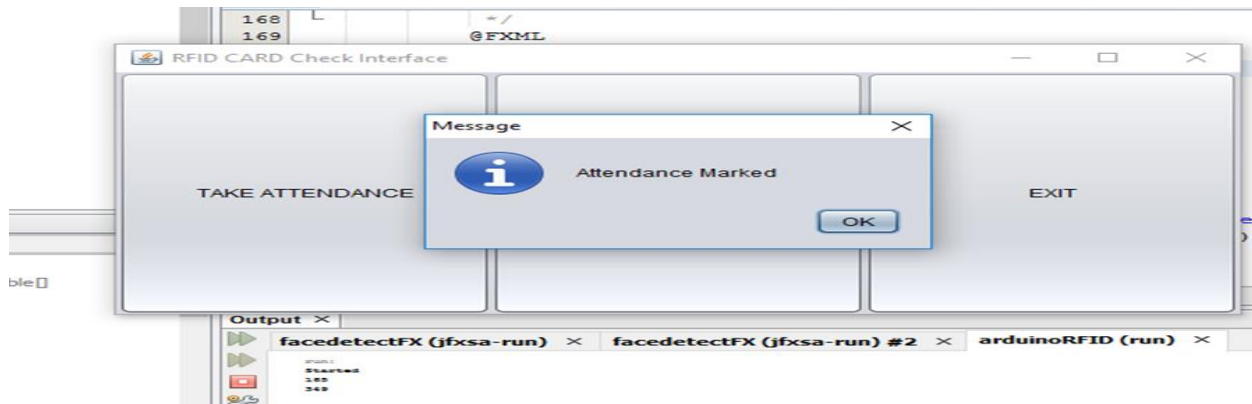 168
*/
169
@FXML
RFID CARD Check Interface
Message
Attendance Marked
TAKE ATTENDANCE
EXIT
OK
ble[]
Output
facedetectFX (jfxsa-run)
facedetectFX (jfxsa-run) #2
arduinoRFID (run)
run:
Started